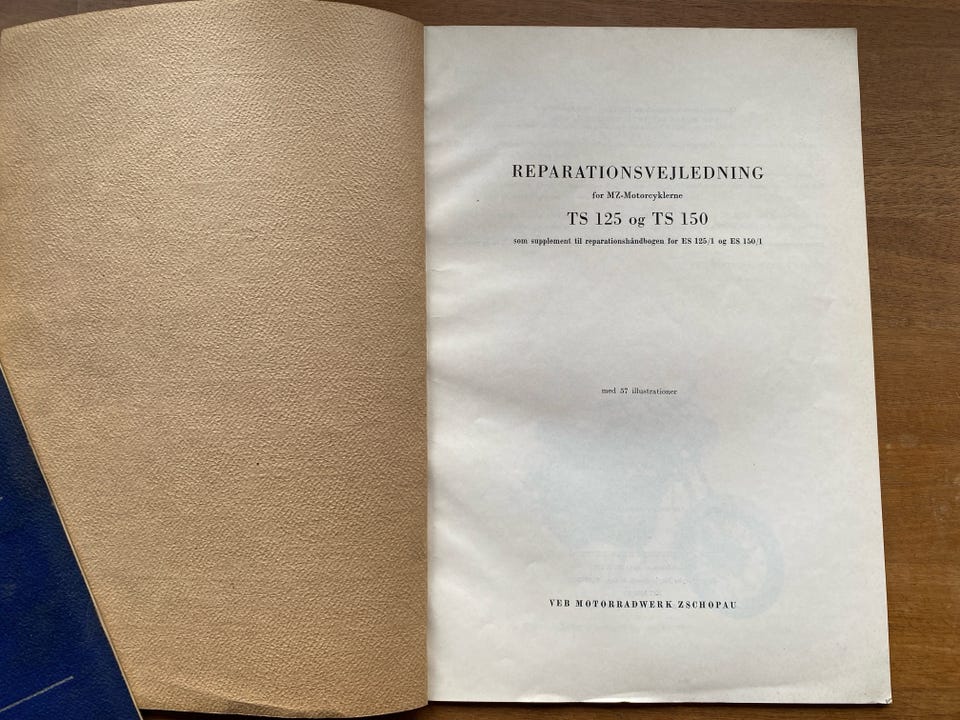 REPARATIONSVEJLEDNING
for MZ-Motorcyklerne
TS 125 og TS 150
som supplement til reparationshåndbogen for ES 125/1 og ES 150/1
med 57 illustrationer
VEB MOTORRADWERK ZSCHOPAU